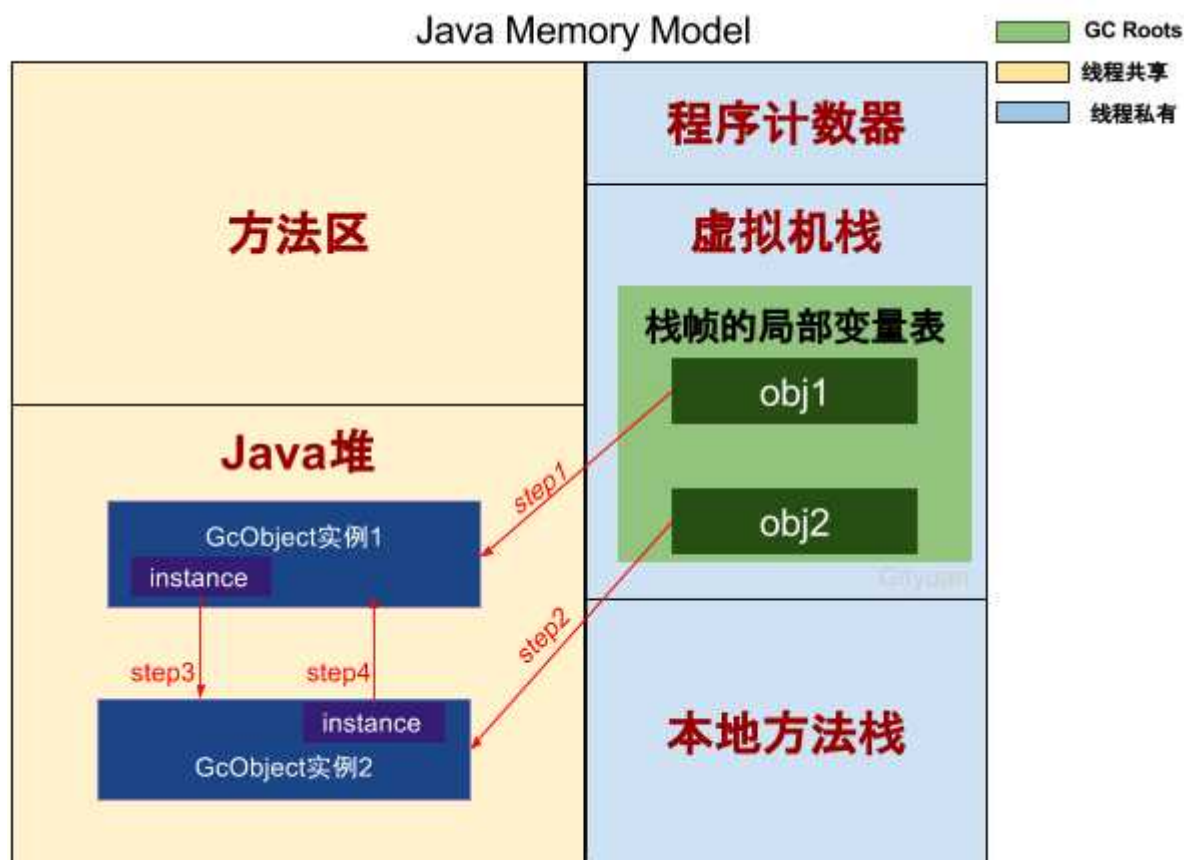 Java Memory Model
GC Roots
线程共享
线程私有
程序计数器
方法区
虚拟机栈
栈帧的局部变量表
obj1
obj2
Java堆
step1
GcObject实例1
instance
step2
step3
step4
instance
GcObject实例2
本地方法栈
Gityuan